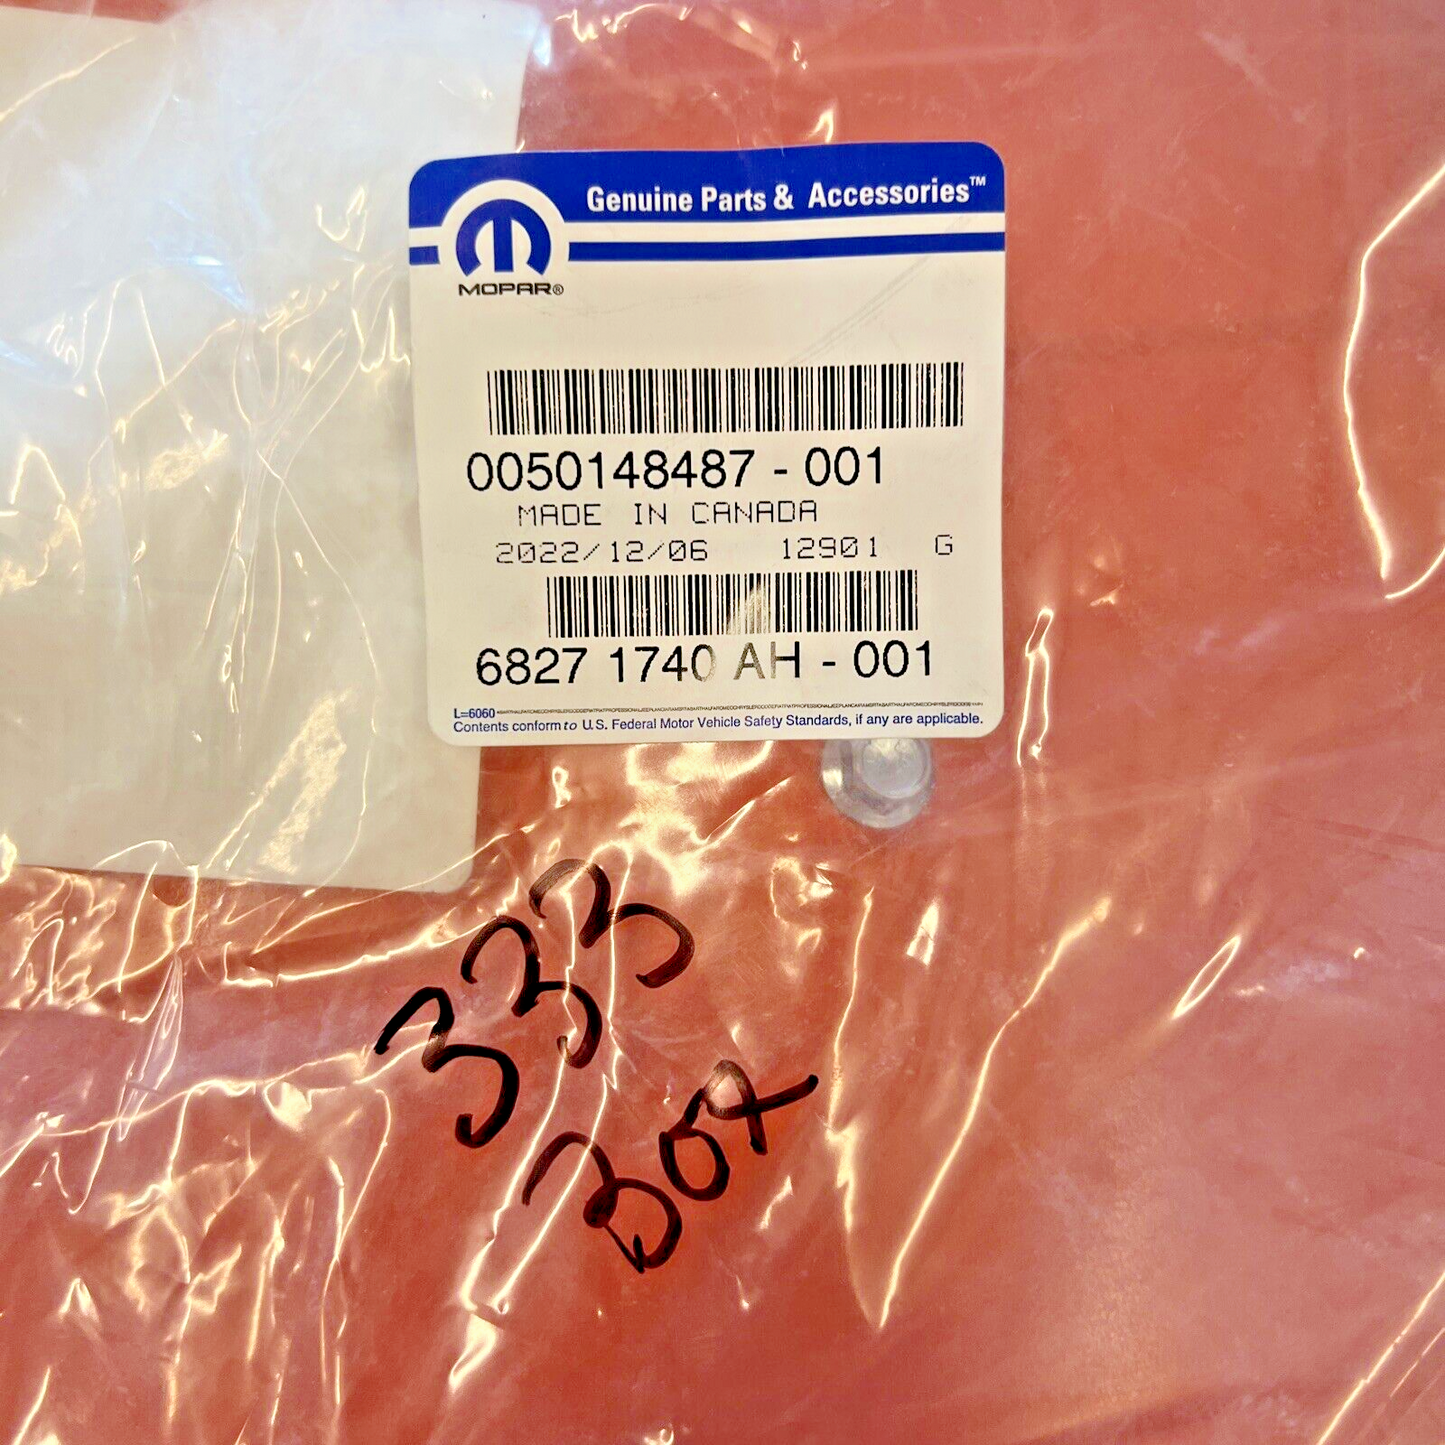 Genuine Parts & Accessories™
MOPAR®
0050148487 - 001
MADE IN CANADA
2022/12/06 12901 G
6827 1740 AH - 001
L=6060
Contents conform to U.S. Federal Motor Vehicle Safety Standards, if any are applicable.
333
Box